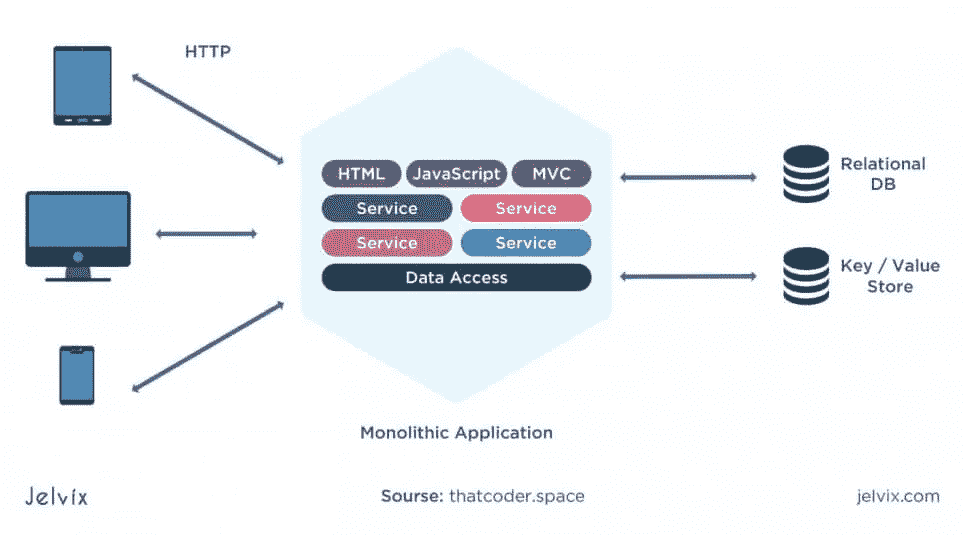 HTTP
HTML JavaScript MVC
Service Service
Service Service
Data Access
Relational
DB
Key / Value
Store
Monolithic Application
Jelvix Sourse: thatcoder.space jelvix.com